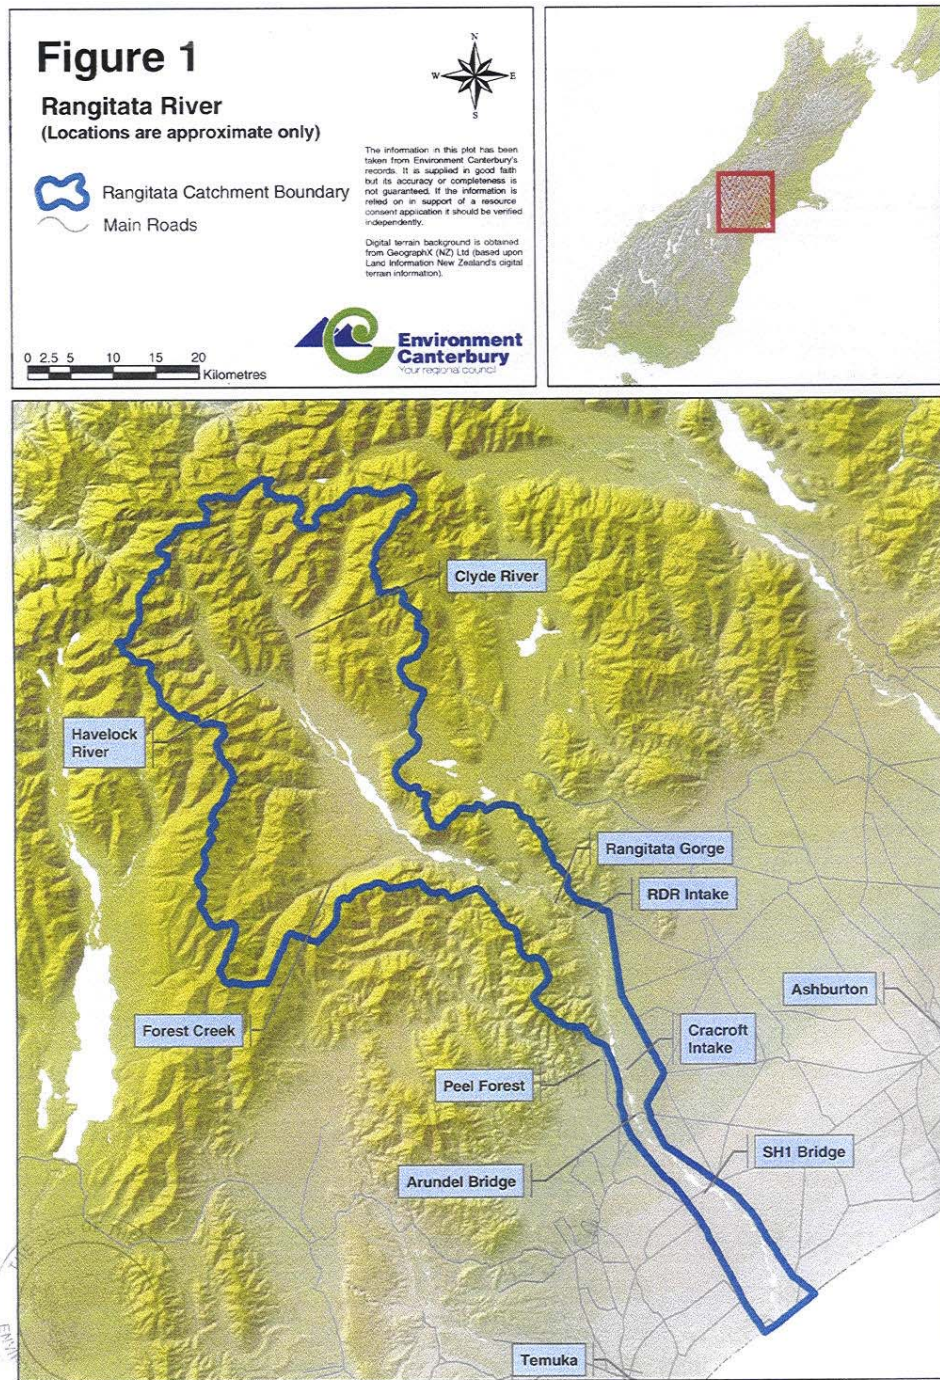 Figure 1
Rangitata River
(Locations are approximate only)
N
W
E
S
The information in this plot has been
taken from Environment Canterbury's
records. It is supplied in good faith
but its accuracy or completeness is
not guaranteed. If the information is
relied on in support of a resource
consent application it should be verified
independently.
Digital terrain background is obtained
from GeographX (NZ) Ltd (based upon
Land Information New Zealand's digital
terrain information).
Rangitata Catchment Boundary
Main Roads
Environment
Canterbury
Your regional council
0 2.5 5 10 15 20
Kilometres
Clyde River
Havelock
River
Rangitata Gorge
RDR Intake
Ashburton
Forest Creek
Cracroft
Intake
Peel Forest
SH1 Bridge
Arundel Bridge
Temuka